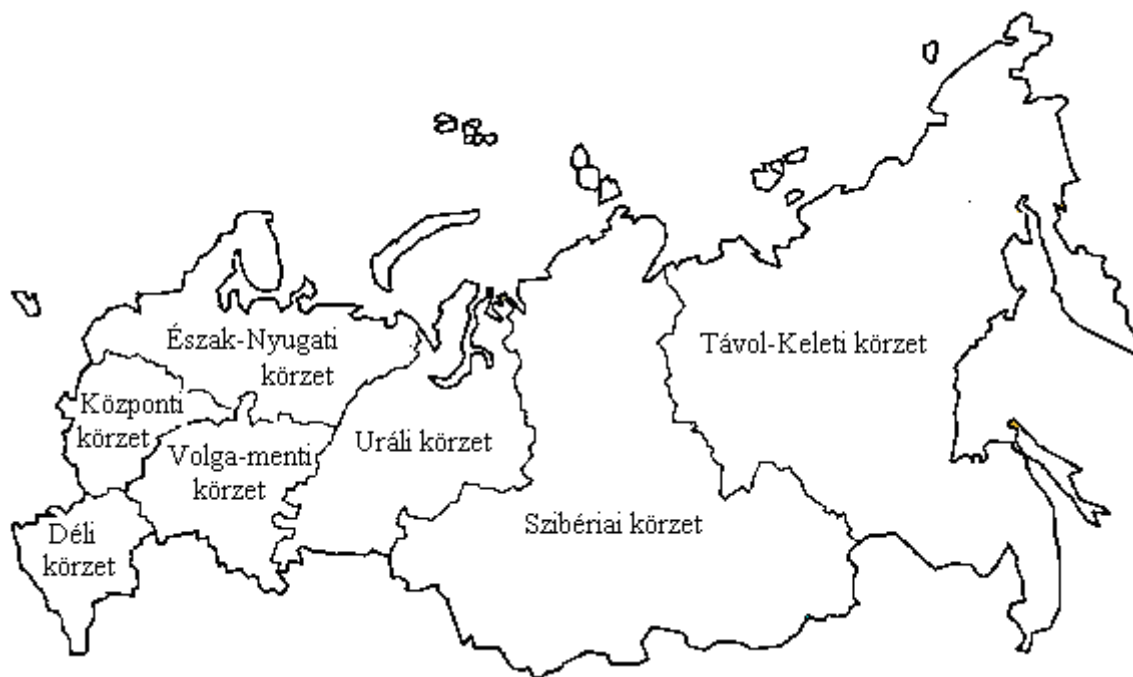 Észak-Nyugati
körzet
Távol-Keleti körzet
Központi
körzet
Uráli körzet
Volga-menti
körzet
Szibériai körzet
Déli
körzet